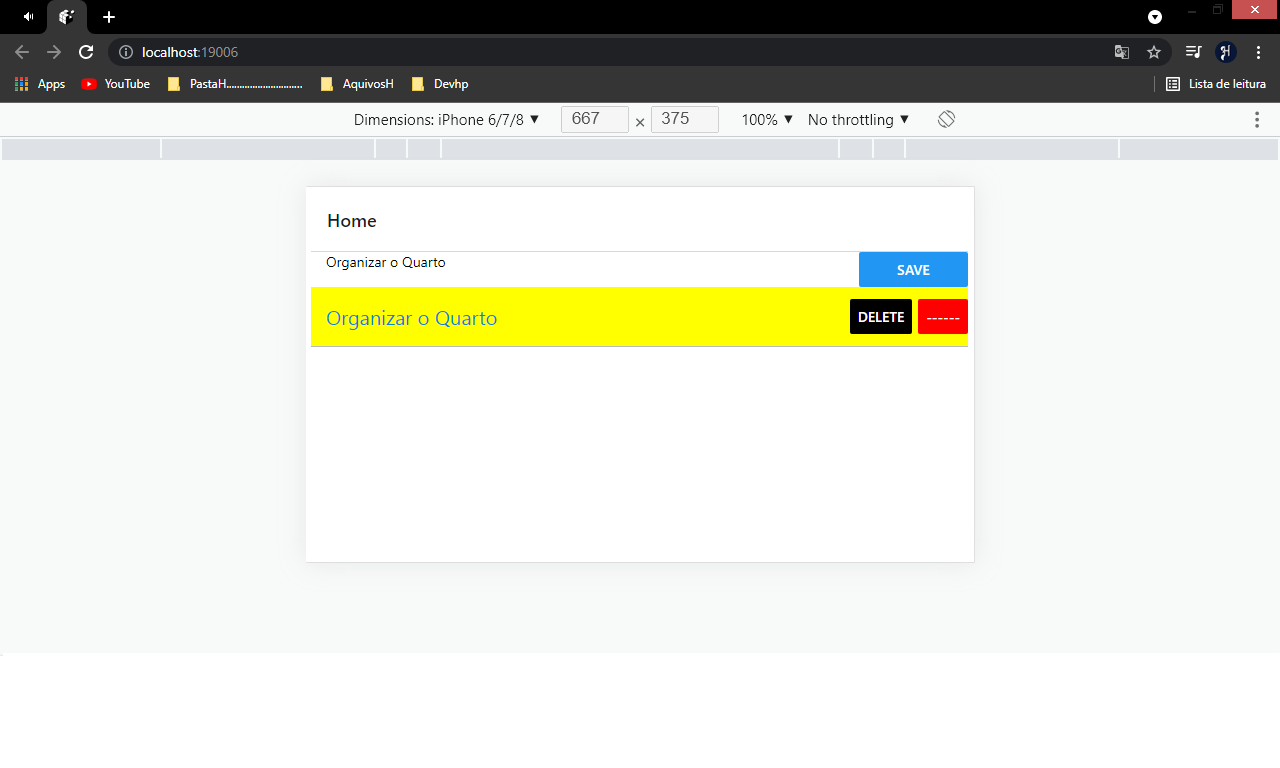 localhost:19006
Apps YouTube PastaH............................ AquivosH Devhp Lista de leitura
Dimensions: iPhone 6/7/8 ▼ 667 × 375 100% ▼ No throttling ▼
Home
Organizar o Quarto SAVE
Organizar o Quarto DELETE ------